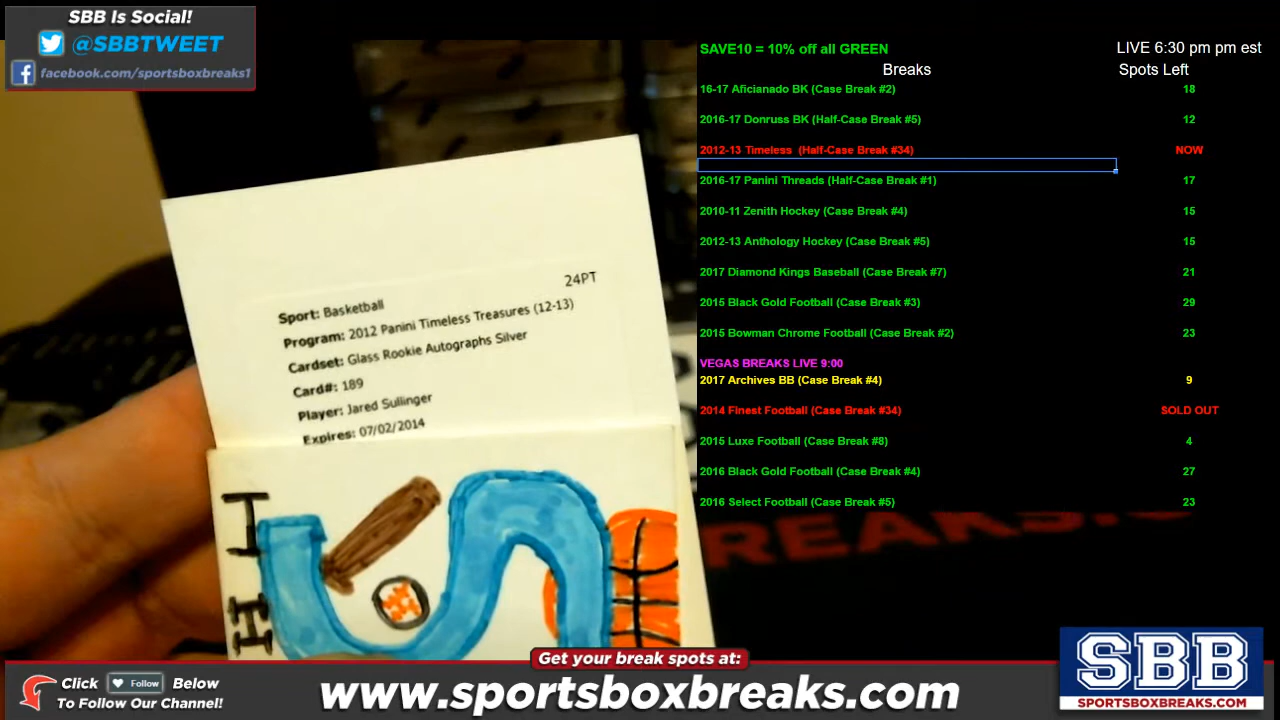 SBB Is Social!
@SBBTWEET
facebook.com/sportsboxbreaks1
SAVE10 = 10% off all GREEN
LIVE 6:30 pm pm est
Breaks Spots Left
16-17 Aficianado BK (Case Break #2) 18
2016-17 Donruss BK (Half-Case Break #5) 12
2012-13 Timeless (Half-Case Break #34) NOW
2016-17 Panini Threads (Half-Case Break #1) 17
2010-11 Zenith Hockey (Case Break #4) 15
2012-13 Anthology Hockey (Case Break #5) 15
2017 Diamond Kings Baseball (Case Break #7) 21
2015 Black Gold Football (Case Break #3) 29
2015 Bowman Chrome Football (Case Break #2) 23
VEGAS BREAKS LIVE 9:00
2017 Archives BB (Case Break #4) 9
2014 Finest Football (Case Break #34) SOLD OUT
2015 Luxe Football (Case Break #8) 4
2016 Black Gold Football (Case Break #4) 27
2016 Select Football (Case Break #5) 23
24PT
Sport: Basketball
Program: 2012 Panini Timeless Treasures (12-13)
Cardset: Glass Rookie Autographs Silver
Card#: 189
Player: Jared Sullinger
Expires: 07/02/2014
Get your break spots at:
Click Follow Below
To Follow Our Channel!
www.sportsboxbreaks.com
SBB
SPORTSBOXBREAKS.COM